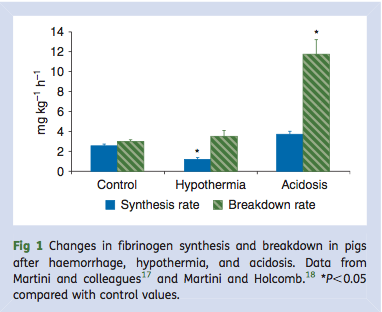 14
12
10
8
6
4
2
0
mg kg⁻¹ h⁻¹
*
*
Control Hypothermia Acidosis
Synthesis rate Breakdown rate
Fig 1 Changes in fibrinogen synthesis and breakdown in pigs
after haemorrhage, hypothermia, and acidosis. Data from
Martini and colleagues¹⁷ and Martini and Holcomb.¹⁸ *P<0.05
compared with control values.